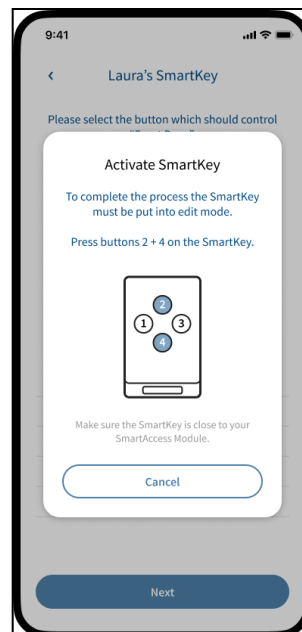 9:41
Laura's SmartKey
Please select the button which should control
Activate SmartKey
To complete the process the SmartKey
must be put into edit mode.
Press buttons 2 + 4 on the SmartKey.
2
1 3
4
Make sure the SmartKey is close to your
SmartAccess Module.
Cancel
Next